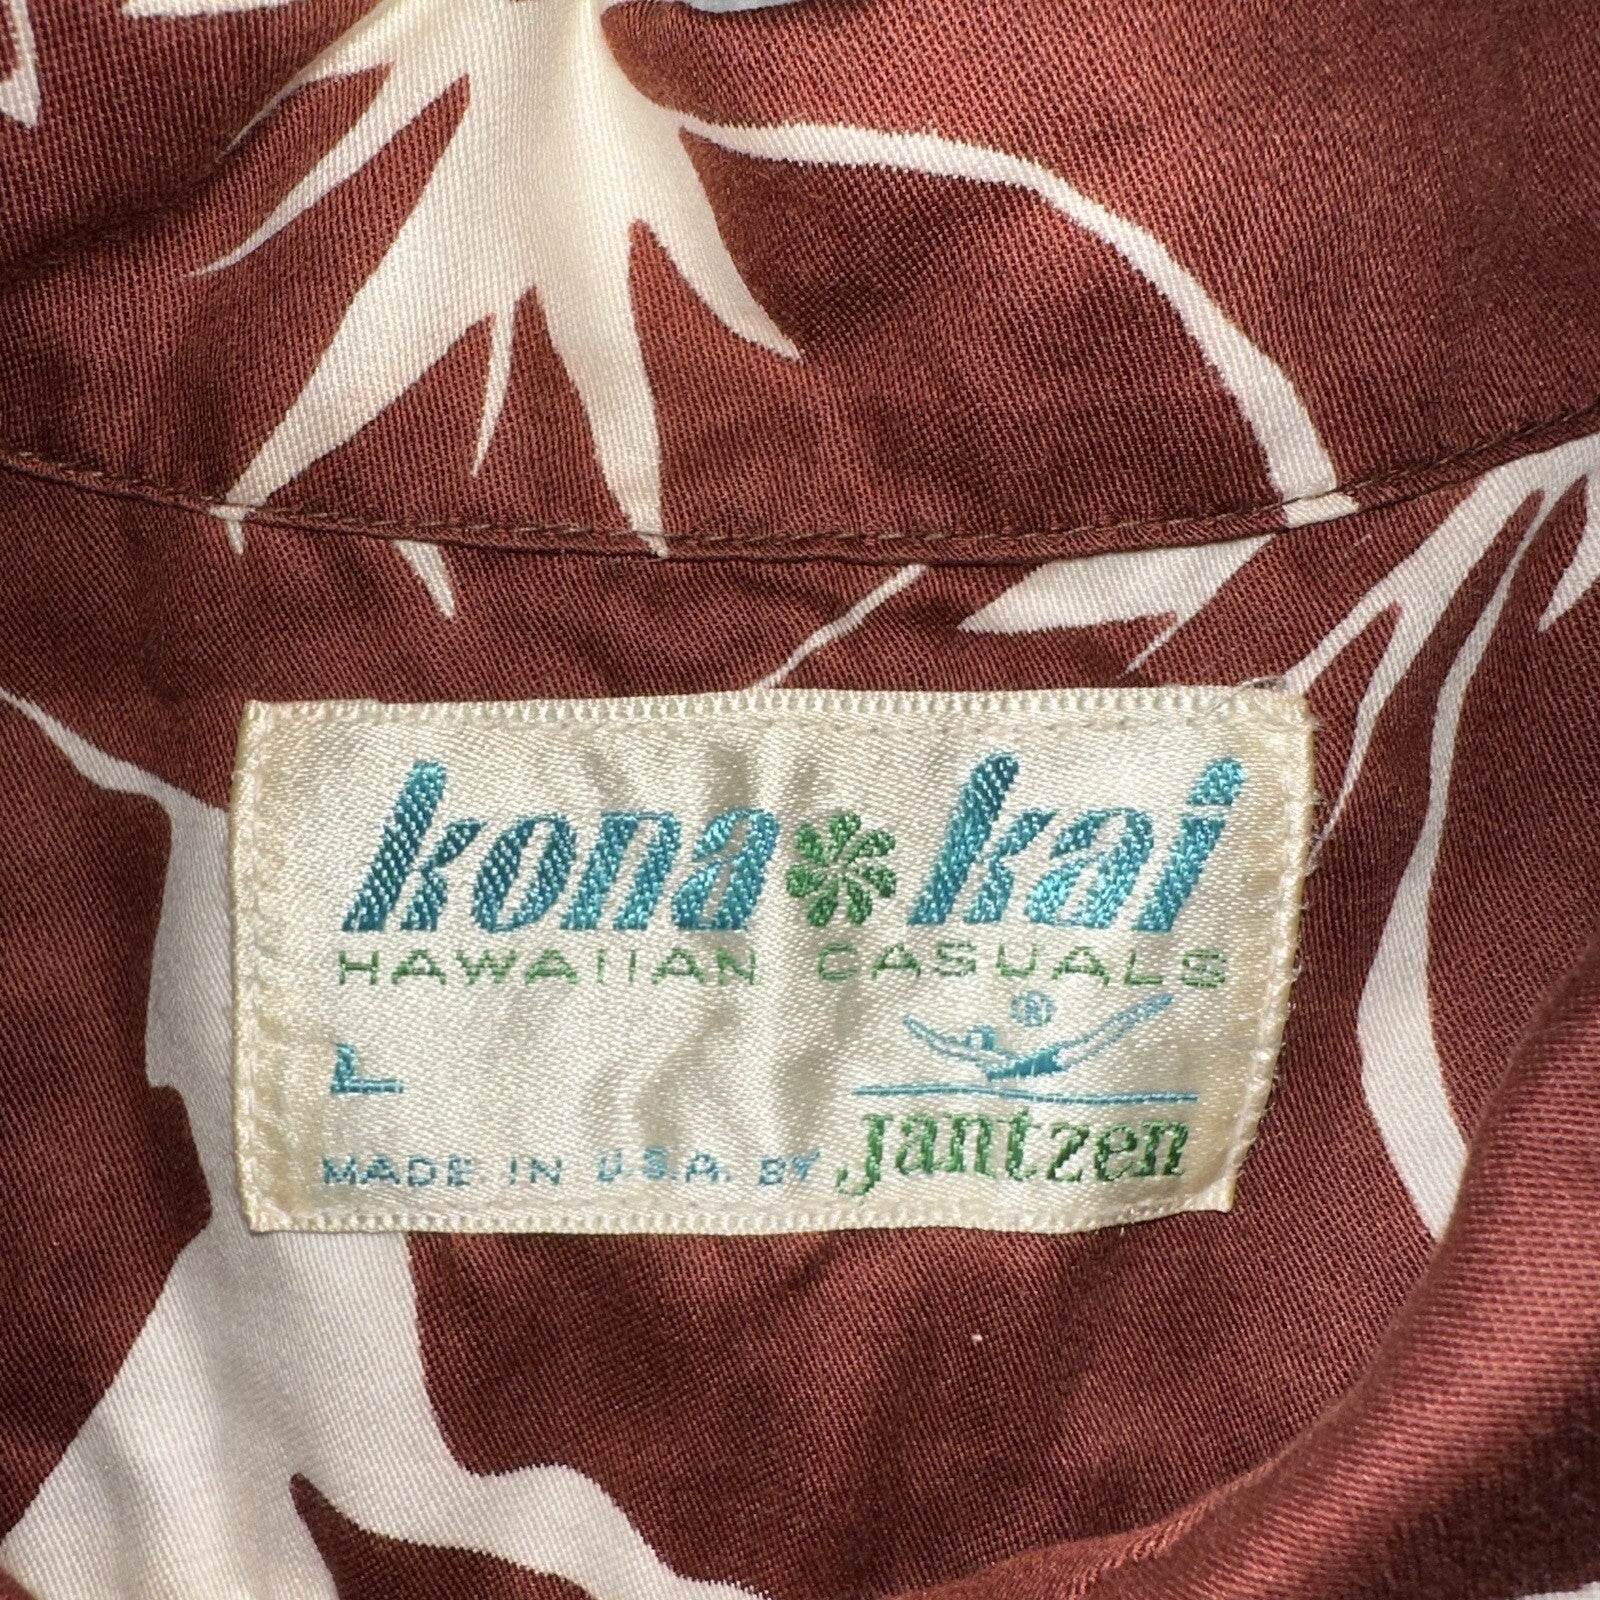 kona kai
HAWAIIAN CASUALS
®
L
MADE IN U.S.A. BY Jantzen